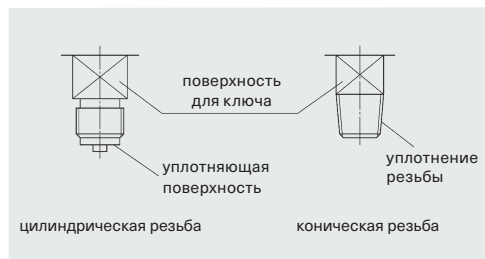 поверхность
для ключа
уплотняющая
поверхность
уплотнение
резьбы
цилиндрическая резьба
коническая резьба